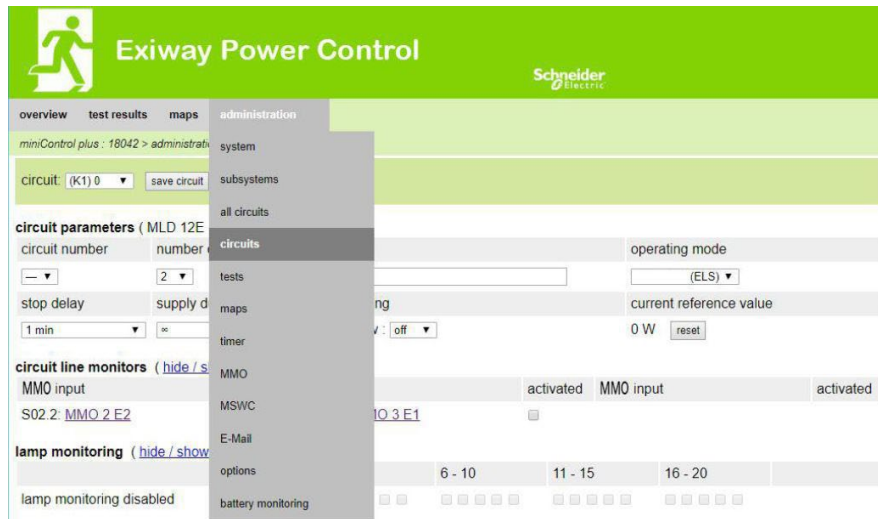 Exiway Power Control
Schneider
Electric
overview test results maps administration
miniControl plus : 18042 > administrati
system
circuit: (K1) 0 save circuit
subsystems
all circuits
circuit parameters ( MLD 12E
circuits
circuit number number operating mode
— 2 (ELS)
tests
stop delay supply d ng current reference value
maps
1 min ∞ : off 0 W reset
timer
circuit line monitors ( hide / s
MMO
MMO input activated MMO input activated
S02.2: MMO 2 E2 MO 3 E1
MSWC
E-Mail
lamp monitoring ( hide / show
options
6 - 10 11 - 15 16 - 20
lamp monitoring disabled
battery monitoring